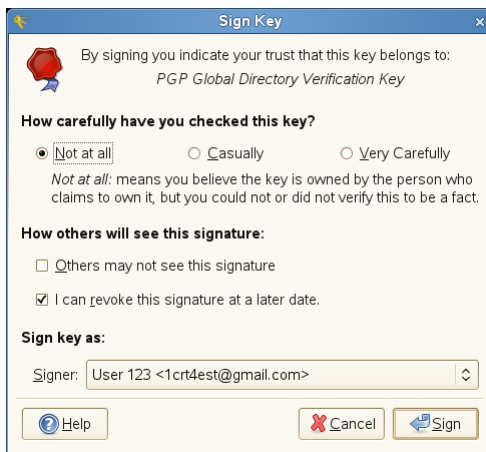 Sign Key
By signing you indicate your trust that this key belongs to:
PGP Global Directory Verification Key
How carefully have you checked this key?
Not at all Casually Very Carefully
Not at all: means you believe the key is owned by the person who
claims to own it, but you could not or did not verify this to be a fact.
How others will see this signature:
Others may not see this signature
I can revoke this signature at a later date.
Sign key as:
Signer: User 123 <1crt4est@gmail.com>
Help Cancel Sign